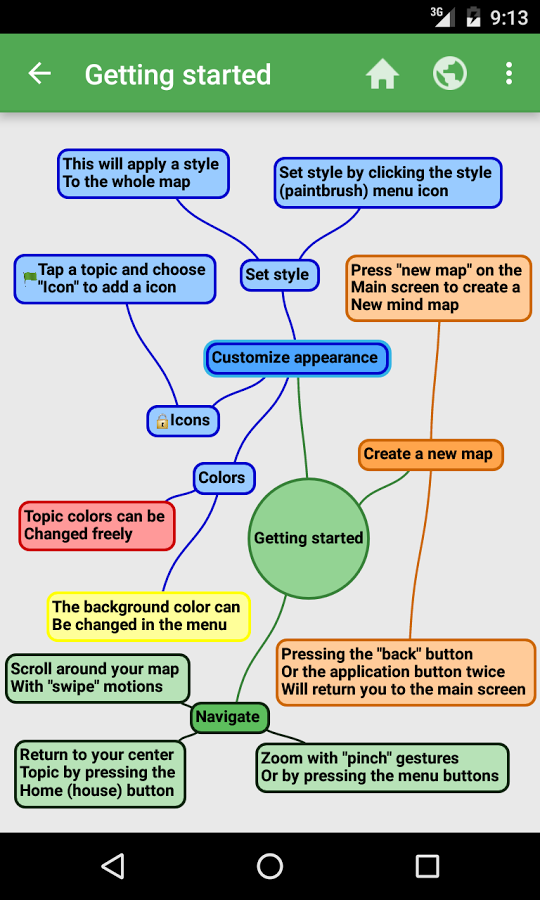 3G 9:13
Getting started
This will apply a style
To the whole map
Set style by clicking the style
(paintbrush) menu icon
Tap a topic and choose
"Icon" to add a icon
Set style
Press "new map" on the
Main screen to create a
New mind map
Customize appearance
Icons
Create a new map
Colors
Topic colors can be
Changed freely
Getting started
The background color can
Be changed in the menu
Pressing the "back" button
Or the application button twice
Will return you to the main screen
Scroll around your map
With "swipe" motions
Navigate
Return to your center
Topic by pressing the
Home (house) button
Zoom with "pinch" gestures
Or by pressing the menu buttons